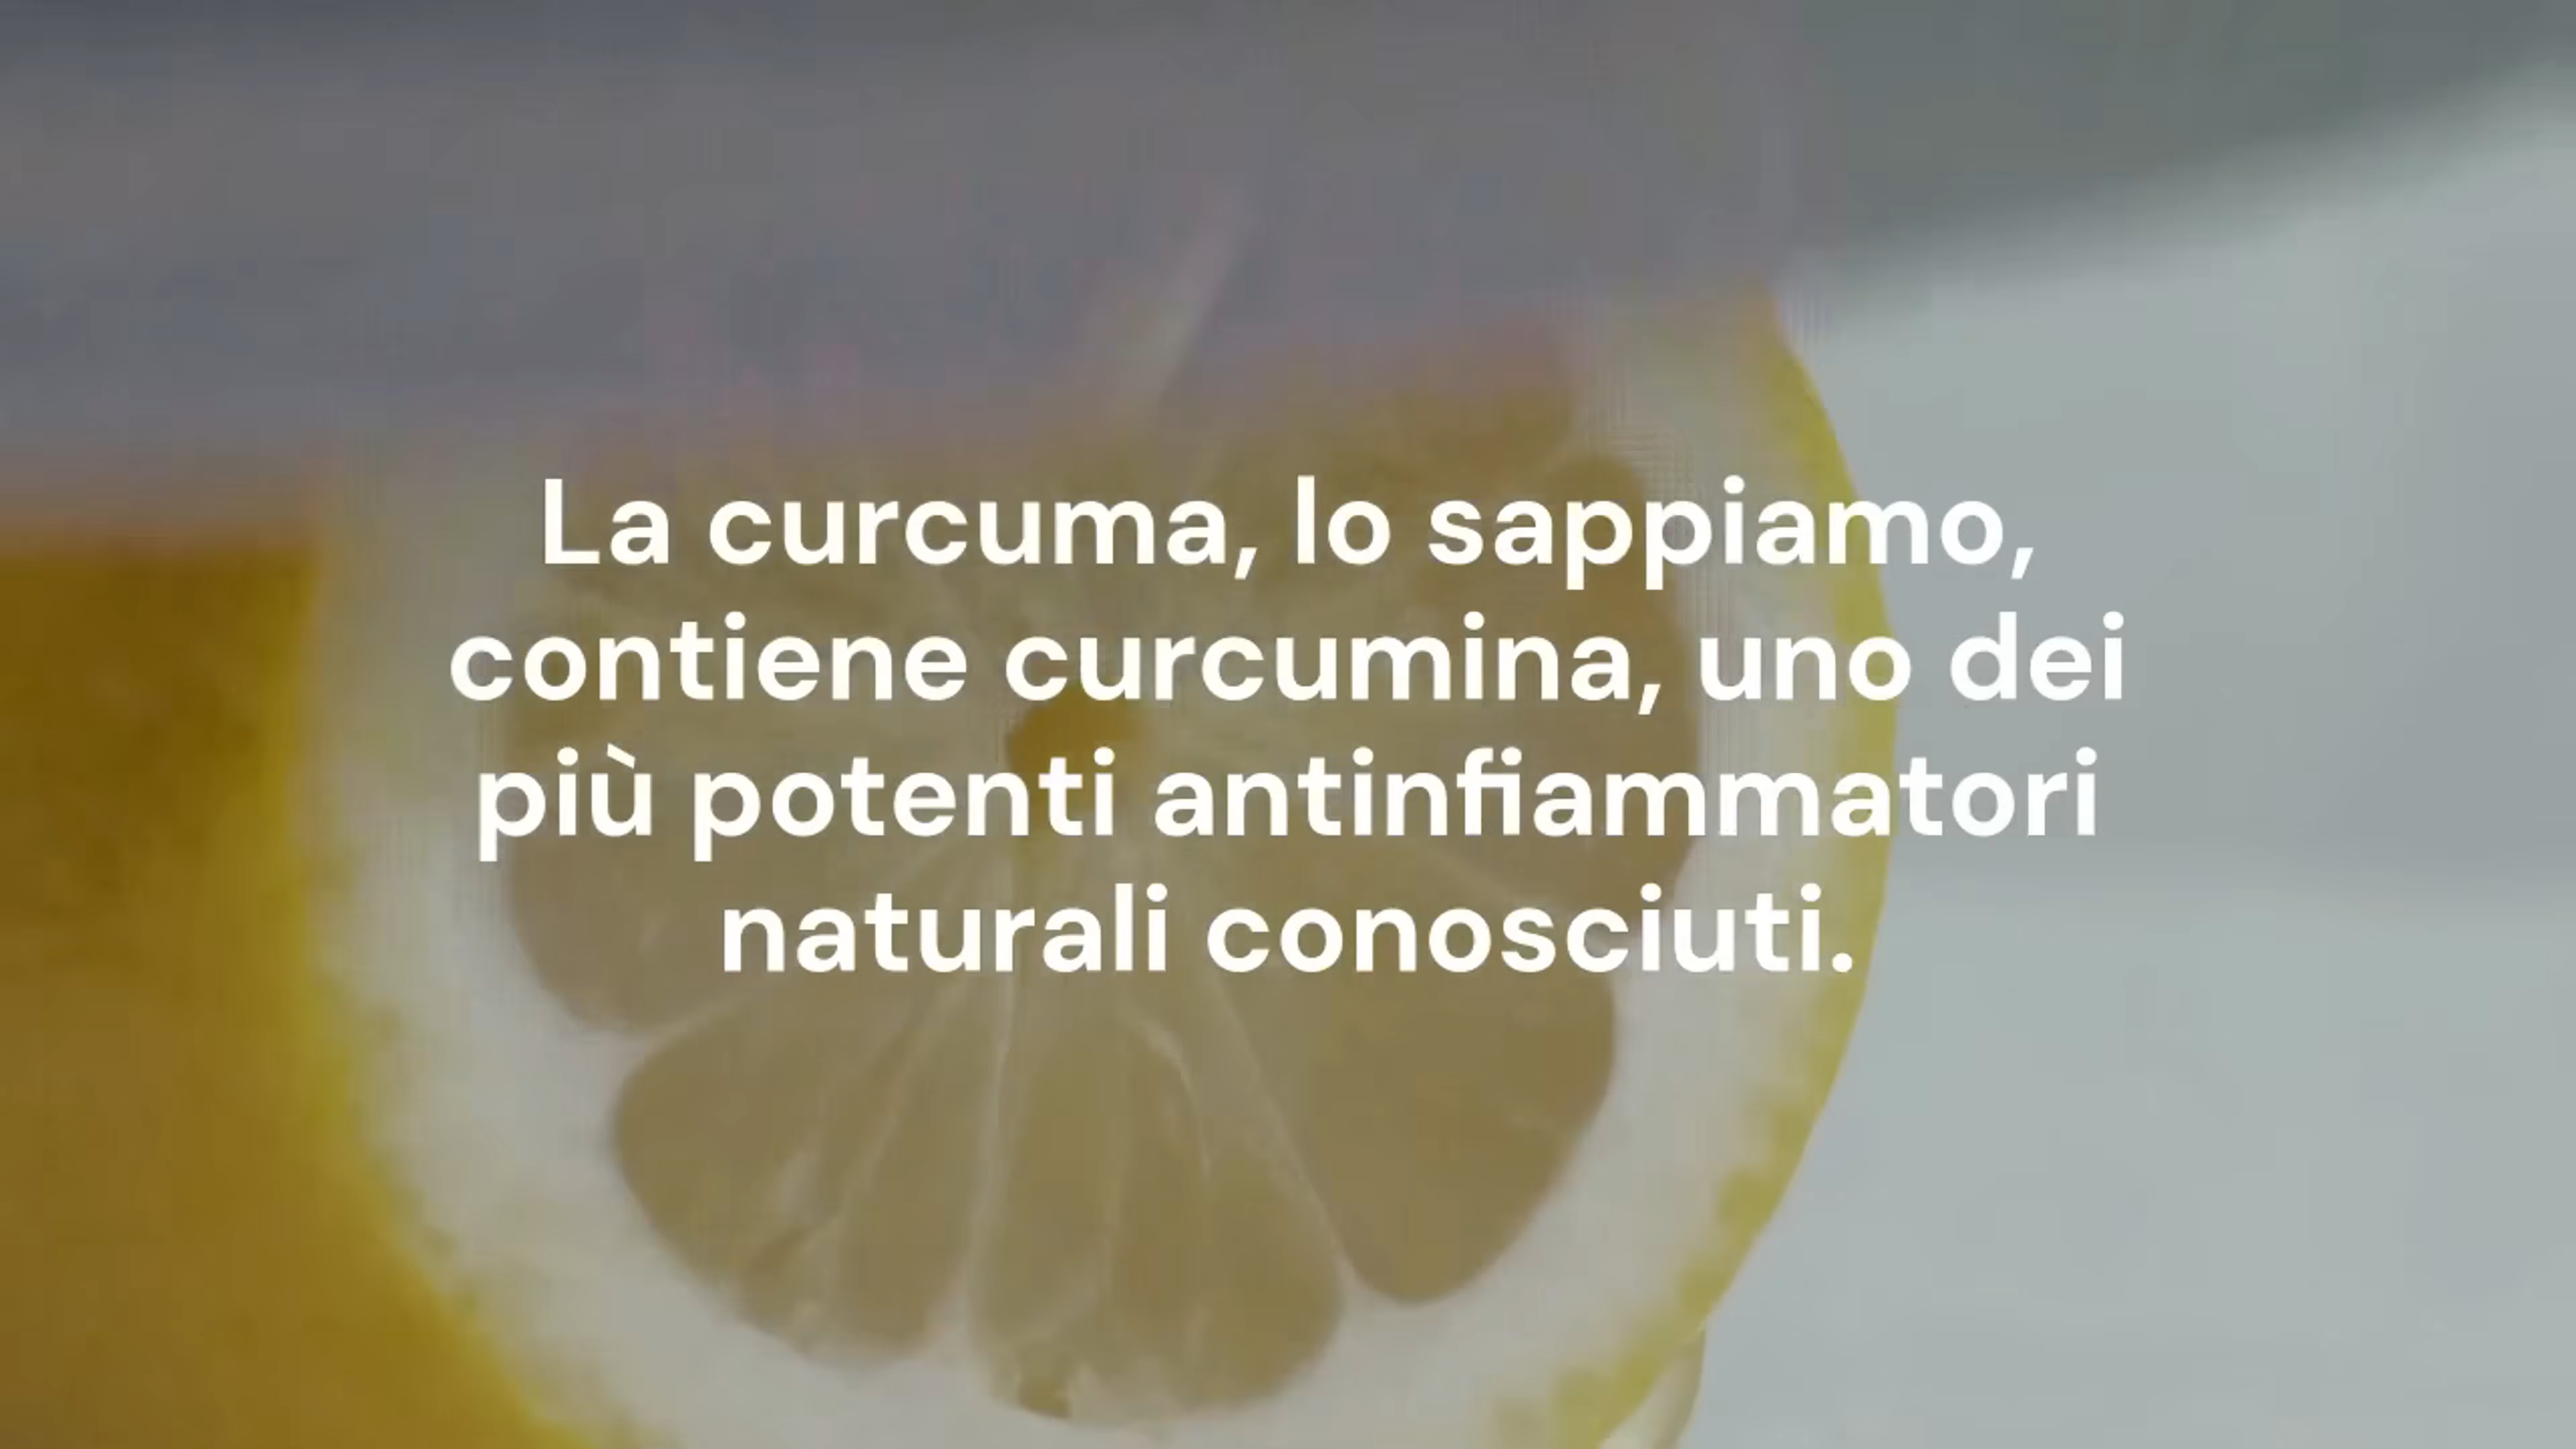 La curcuma, lo sappiamo,
contiene curcumina, uno dei
più potenti antinfiammatori
naturali conosciuti.